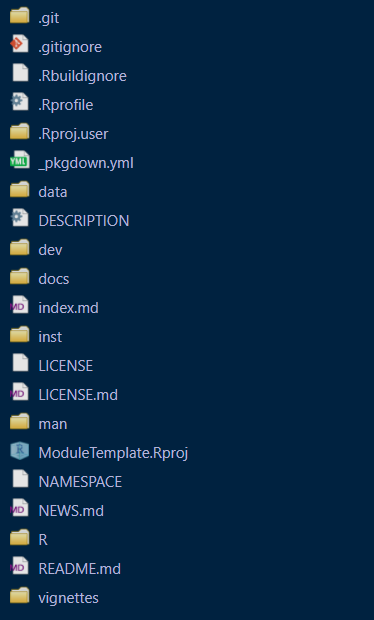 .git
.gitignore
.Rbuildignore
.Rprofile
.Rproj.user
_pkgdown.yml
data
DESCRIPTION
dev
docs
index.md
inst
LICENSE
LICENSE.md
man
ModuleTemplate.Rproj
NAMESPACE
NEWS.md
R
README.md
vignettes